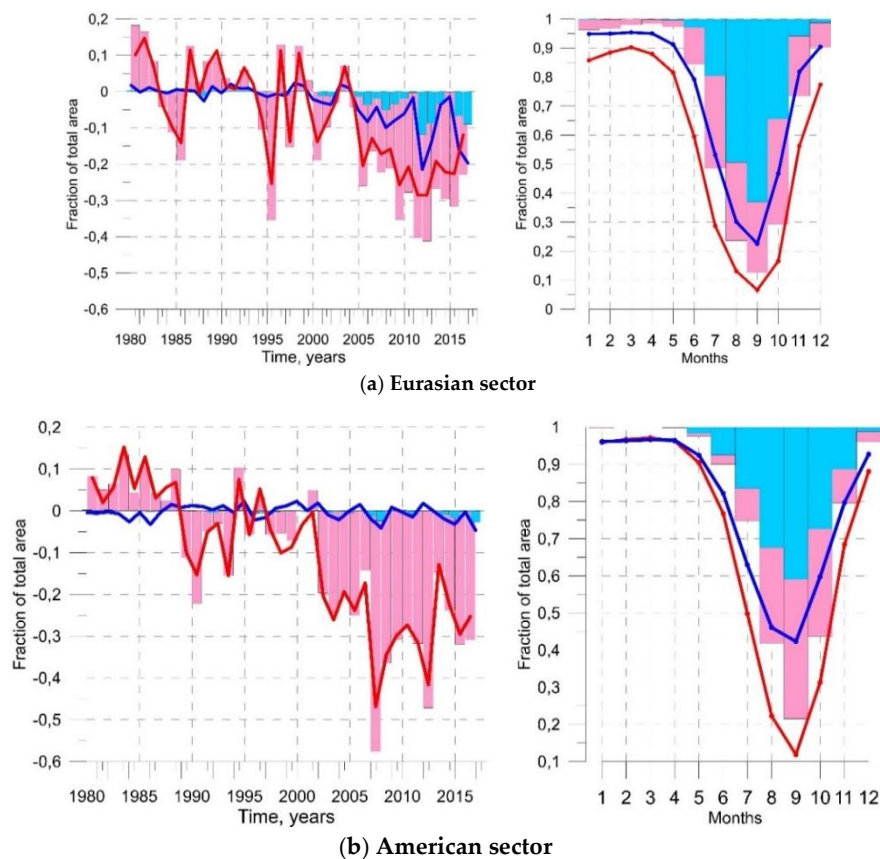 0,2
0,1
0
-0,1
-0,2
-0,3
-0,4
-0,5
-0,6
Fraction of total area
1980 1985 1990 1995 2000 2005 2010 2015
Time, years
1
0,9
0,8
0,7
0,6
0,5
0,4
0,3
0,2
0,1
0
Fraction of total area
1 2 3 4 5 6 7 8 9 10 11 12
Months
(a) Eurasian sector
0,2
0,1
0
-0,1
-0,2
-0,3
-0,4
-0,5
-0,6
Fraction of total area
1980 1985 1990 1995 2000 2005 2010 2015
Time, years
1
0,9
0,8
0,7
0,6
0,5
0,4
0,3
0,2
0,1
Fraction of total area
1 2 3 4 5 6 7 8 9 10 11 12
Months
(b) American sector